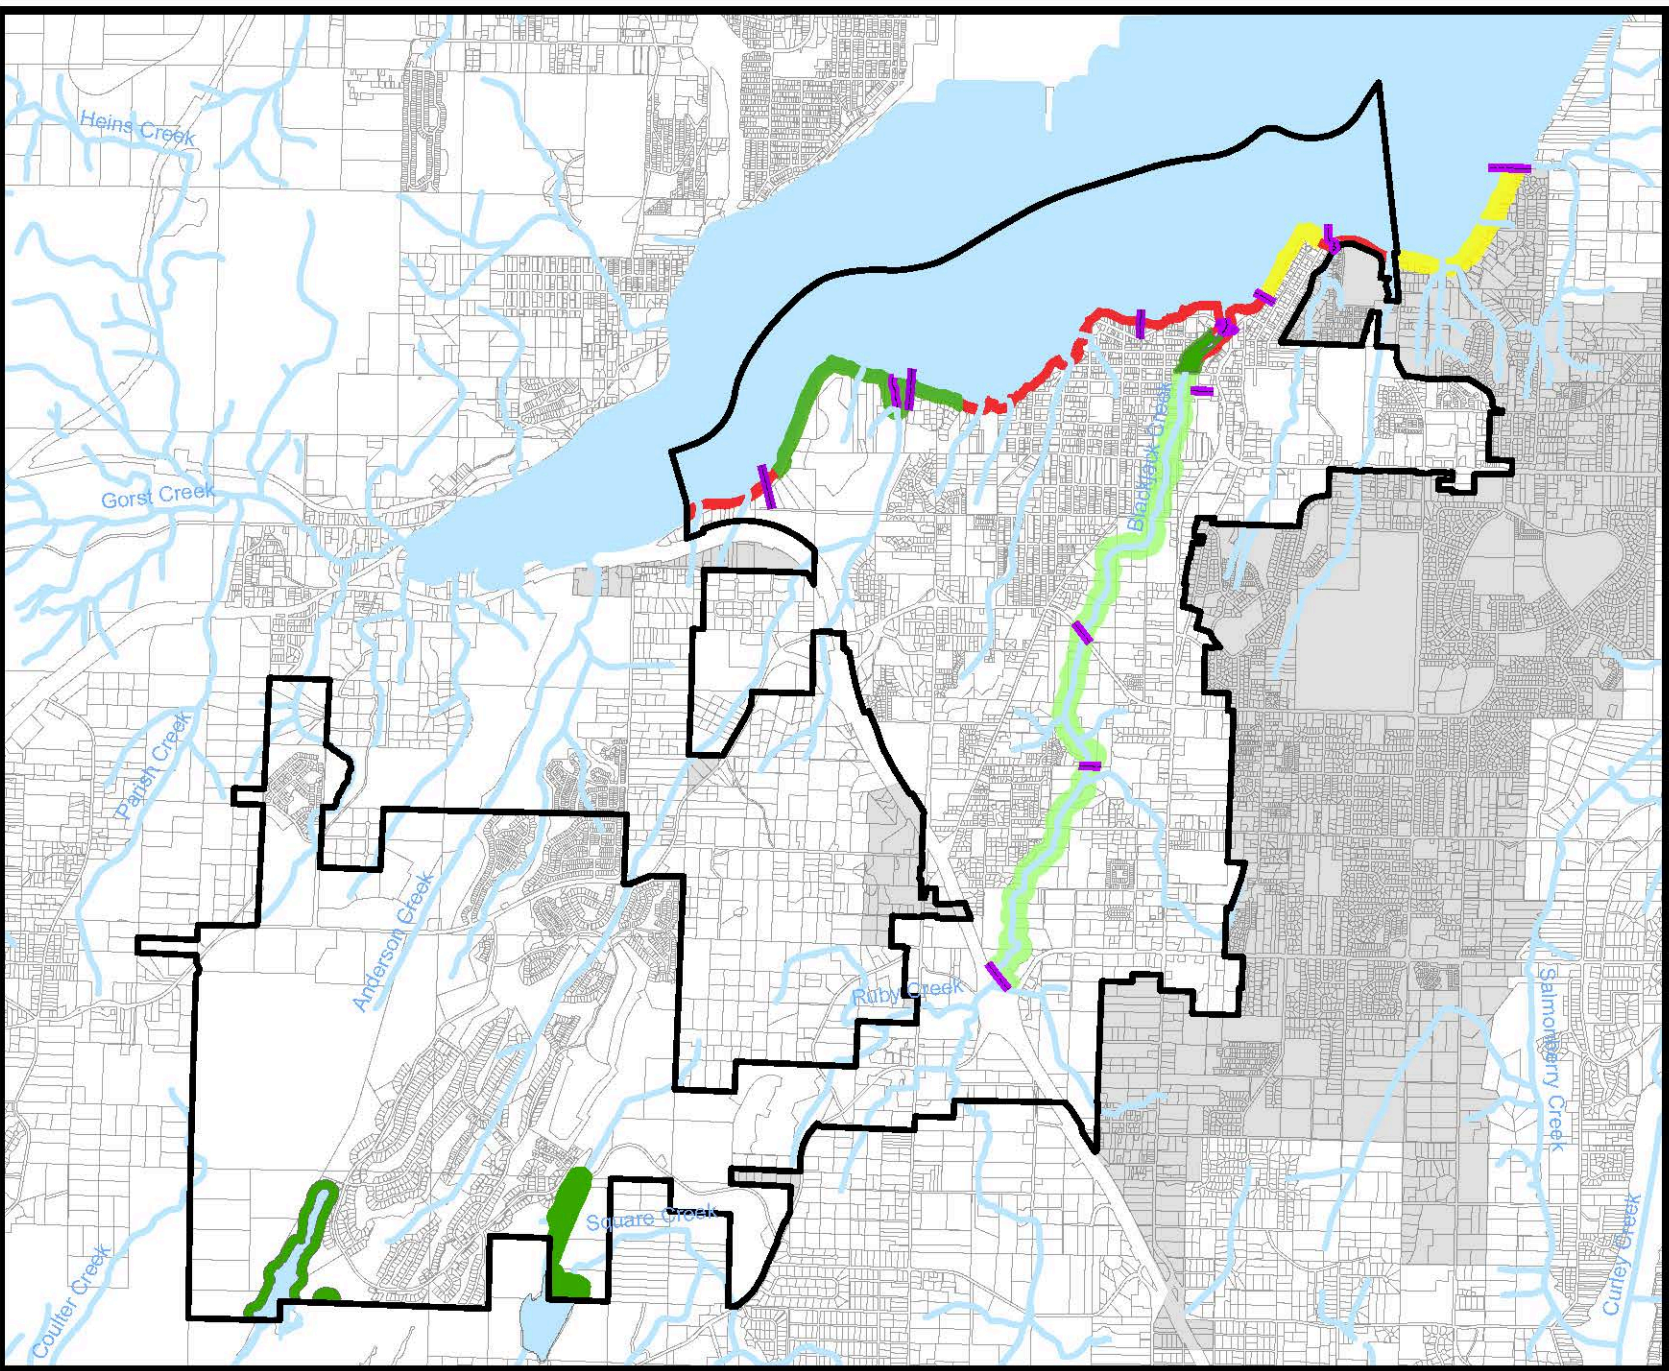 Heins Creek
Gorst Creek
Blackjack Creek
Parish Creek
Anderson Creek
Ruby Creek
Salmonberry Creek
Square Creek
Coulter Creek
Curley Creek